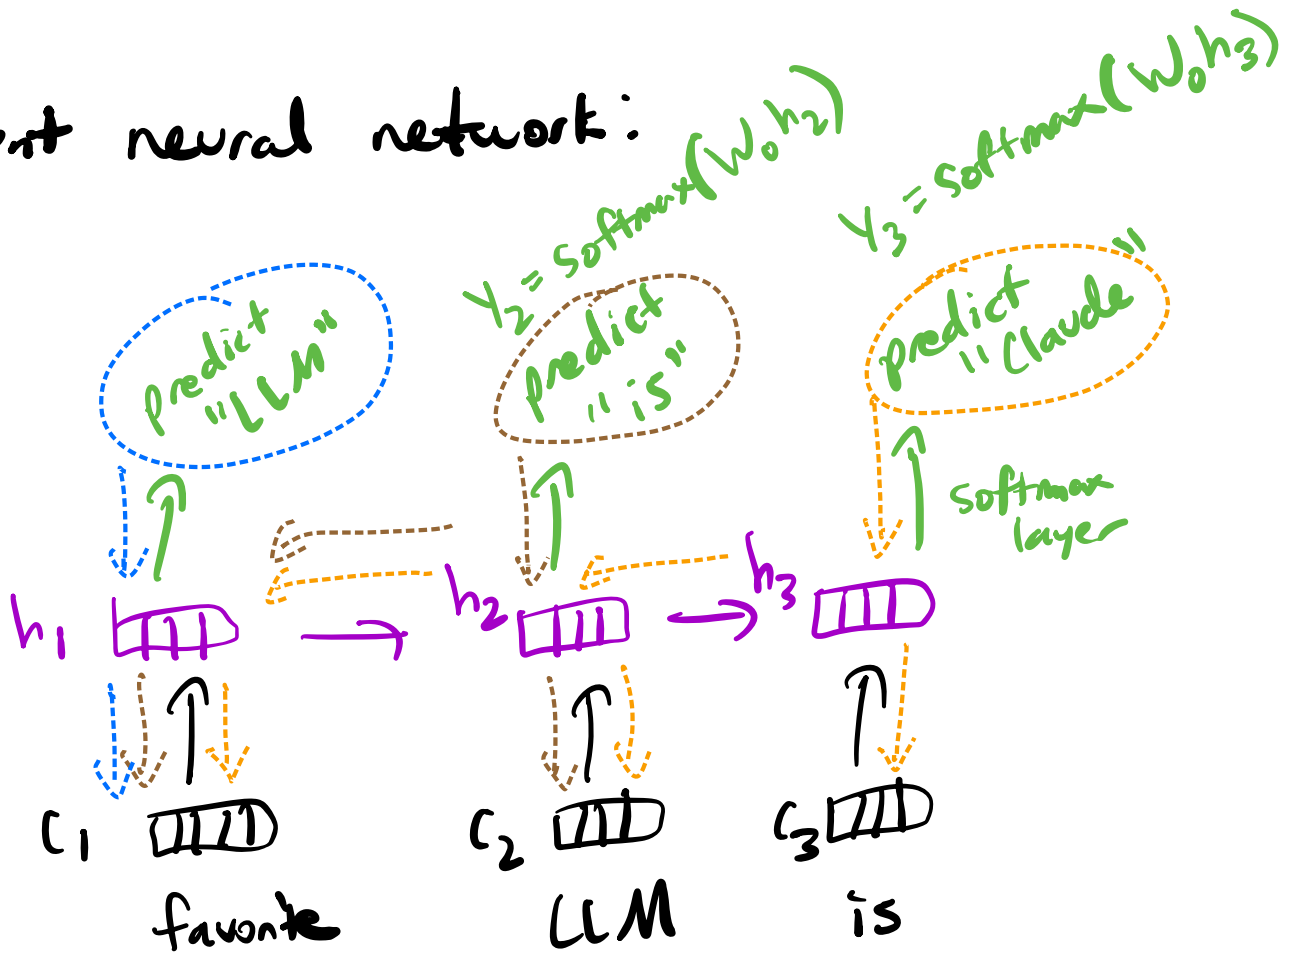 neural network:
Y2 = softmax(W0h2)
Y3 = softmax(W0h3)
predict
"LLM"
predict
"is"
predict
"Claude"
softmax
layer
h1
h2
h3
c1
c2
c3
favorite
LLM
is